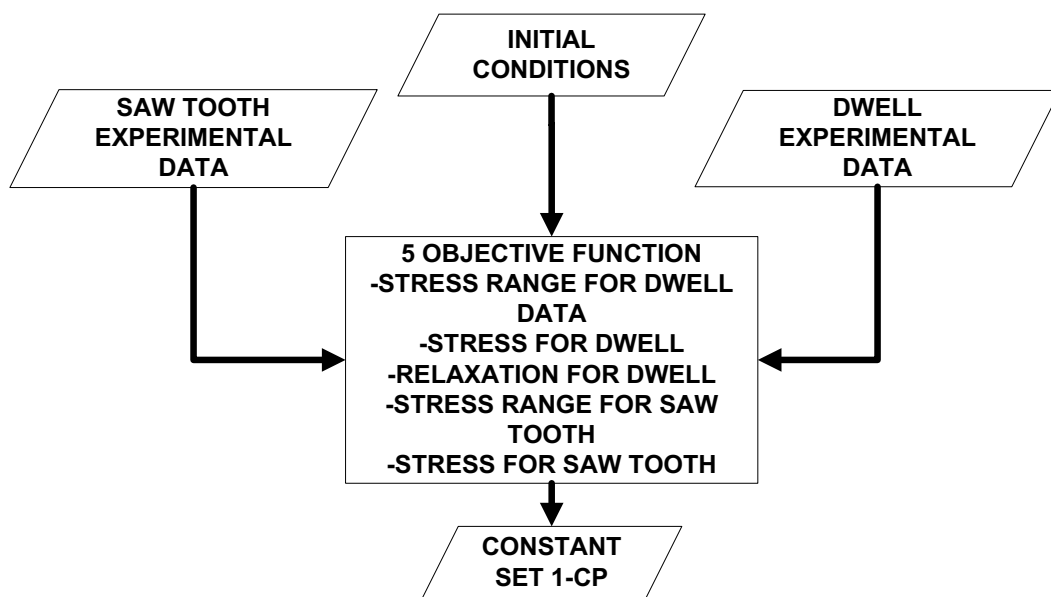 INITIAL
CONDITIONS
SAW TOOTH
EXPERIMENTAL
DATA
DWELL
EXPERIMENTAL
DATA
5 OBJECTIVE FUNCTION
-STRESS RANGE FOR DWELL
DATA
-STRESS FOR DWELL
-RELAXATION FOR DWELL
-STRESS RANGE FOR SAW
TOOTH
-STRESS FOR SAW TOOTH
CONSTANT
SET 1-CP